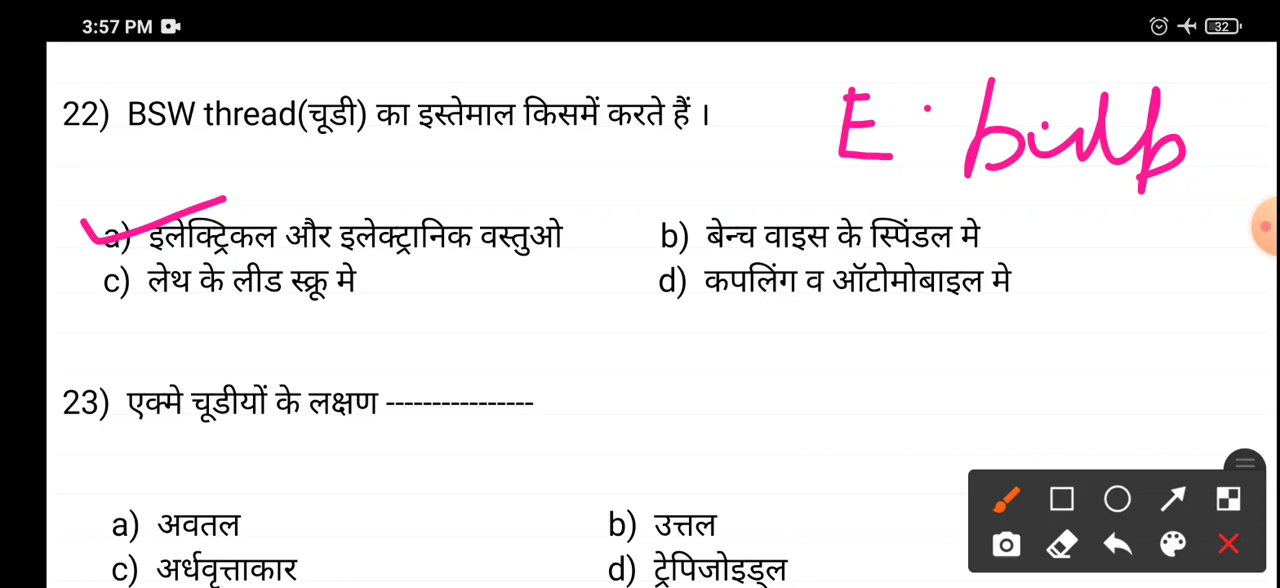 3:57 PM
32
22) BSW thread(चूडी) का इस्तेमाल किसमें करते हैं ।
E.
a) इलेक्ट्रिकल और इलेक्ट्रानिक वस्तुओ b) बेन्च वाइस के स्पिंडल मे
c) लेथ के लीड स्क्रू मे d) कपलिंग व ऑटोमोबाइल मे
23) एक्मे चूडीयों के लक्षण ----------------
a) अवतल b) उत्तल
c) अर्धवृत्ताकार d) ट्रेपिजोइड्ल